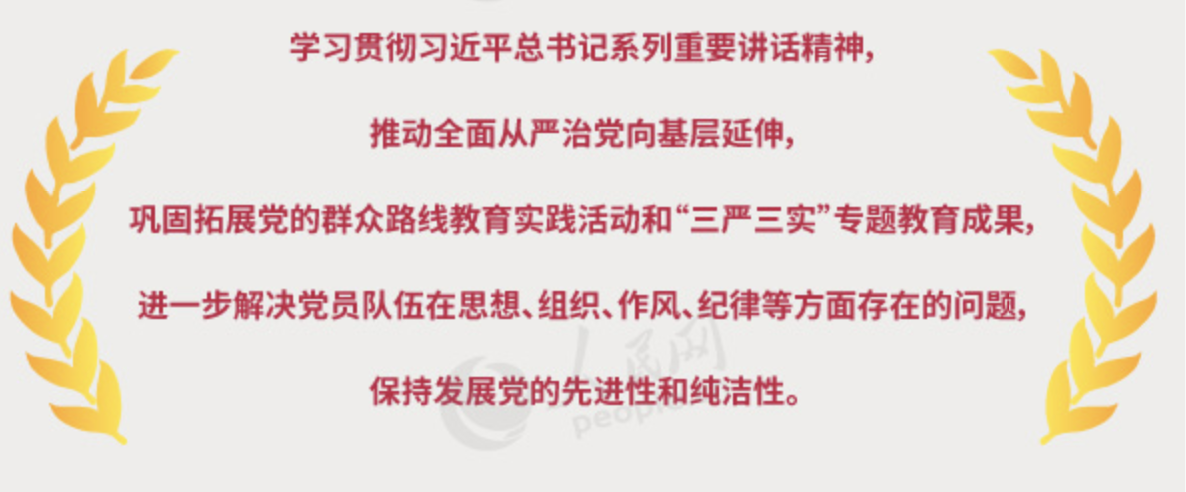 学习贯彻习近平总书记系列重要讲话精神，
推动全面从严治党向基层延伸，
巩固拓展党的群众路线教育实践活动和“三严三实”专题教育成果，
进一步解决党员队伍在思想、组织、作风、纪律等方面存在的问题，
保持发展党的先进性和纯洁性。
人民网
people